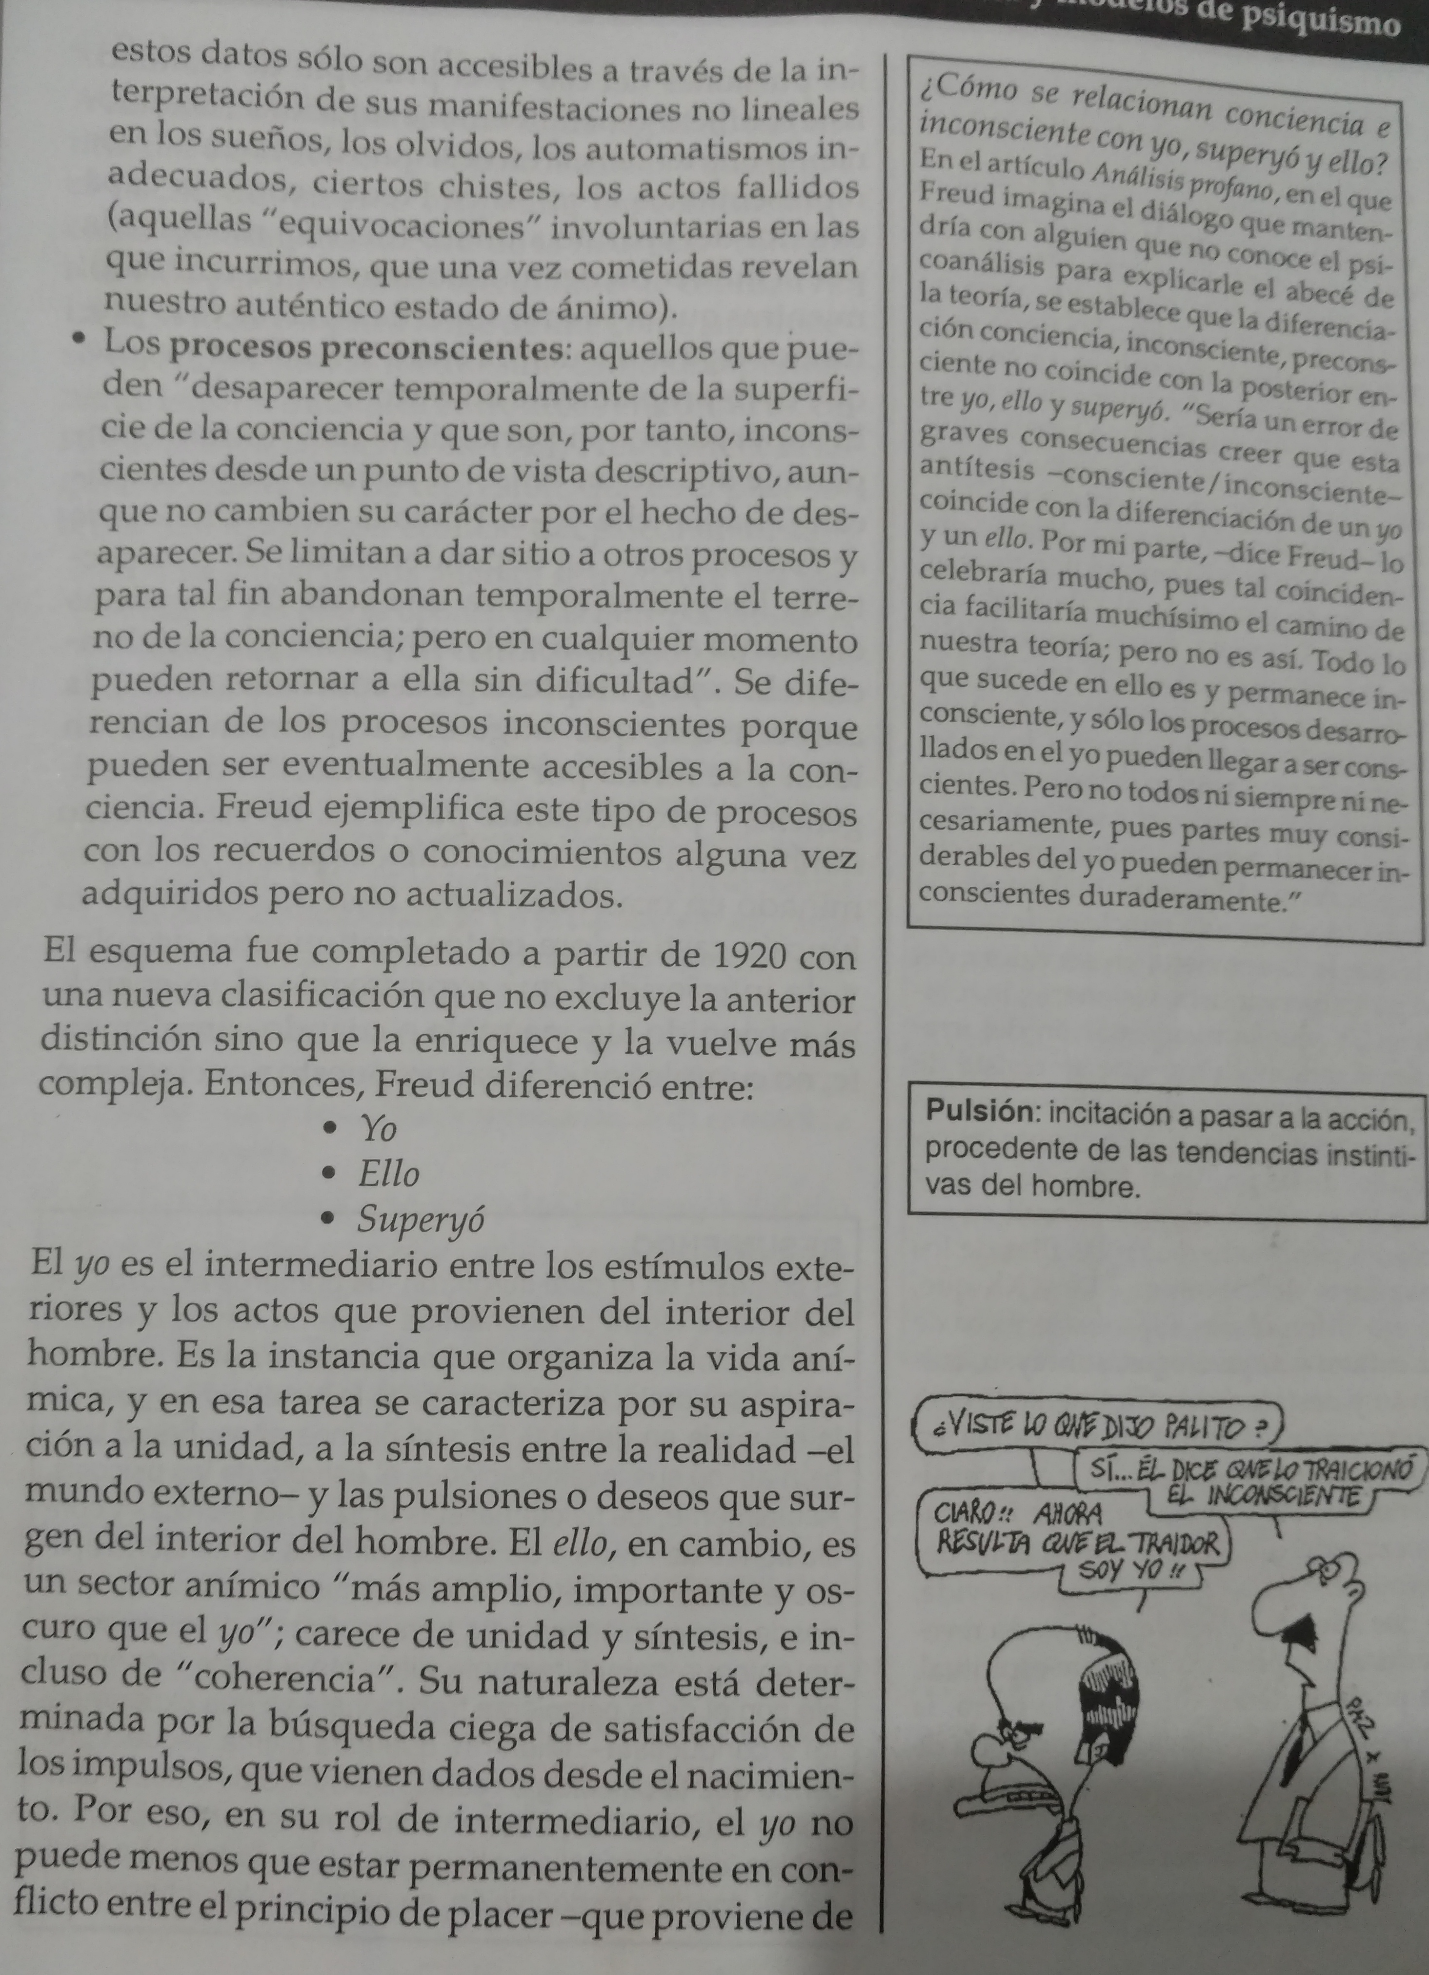 de psiquismo
estos datos sólo son accesibles a través de la in-
terpretación de sus manifestaciones no lineales
en los sueños, los olvidos, los automatismos in-
adecuados, ciertos chistes, los actos fallidos
(aquellas "equivocaciones" involuntarias en las
que incurrimos, que una vez cometidas revelan
nuestro auténtico estado de ánimo).
• Los procesos preconscientes: aquellos que pue-
den "desaparecer temporalmente de la superfi-
cie de la conciencia y que son, por tanto, incons-
cientes desde un punto de vista descriptivo, aun-
que no cambien su carácter por el hecho de des-
aparecer. Se limitan a dar sitio a otros procesos y
para tal fin abandonan temporalmente el terre-
no de la conciencia; pero en cualquier momento
pueden retornar a ella sin dificultad". Se dife-
rencian de los procesos inconscientes porque
pueden ser eventualmente accesibles a la con-
ciencia. Freud ejemplifica este tipo de procesos
con los recuerdos o conocimientos alguna vez
adquiridos pero no actualizados.
El esquema fue completado a partir de 1920 con
una nueva clasificación que no excluye la anterior
distinción sino que la enriquece y la vuelve más
compleja. Entonces, Freud diferenció entre:
• Yo
• Ello
• Superyó
El yo es el intermediario entre los estímulos exte-
riores y los actos que provienen del interior del
hombre. Es la instancia que organiza la vida aní-
mica, y en esa tarea se caracteriza por su aspira-
ción a la unidad, a la síntesis entre la realidad –el
mundo externo– y las pulsiones o deseos que sur-
gen del interior del hombre. El ello, en cambio, es
un sector anímico "más amplio, importante y os-
curo que el yo"; carece de unidad y síntesis, e in-
cluso de "coherencia". Su naturaleza está deter-
minada por la búsqueda ciega de satisfacción de
los impulsos, que vienen dados desde el nacimien-
to. Por eso, en su rol de intermediario, el yo no
puede menos que estar permanentemente en con-
flicto entre el principio de placer –que proviene de
¿Cómo se relacionan conciencia e
inconsciente con yo, superyó y ello?
En el artículo Análisis profano, en el que
Freud imagina el diálogo que manten-
dría con alguien que no conoce el psi-
coanálisis para explicarle el abecé de
la teoría, se establece que la diferencia-
ción conciencia, inconsciente, precons-
ciente no coincide con la posterior en-
tre yo, ello y superyó. "Sería un error de
graves consecuencias creer que esta
antítesis –consciente/inconsciente–
coincide con la diferenciación de un yo
y un ello. Por mi parte, –dice Freud– lo
celebraría mucho, pues tal coinciden-
cia facilitaría muchísimo el camino de
nuestra teoría; pero no es así. Todo lo
que sucede en ello es y permanece in-
consciente, y sólo los procesos desarro-
llados en el yo pueden llegar a ser cons-
cientes. Pero no todos ni siempre ni ne-
cesariamente, pues partes muy consi-
derables del yo pueden permanecer in-
conscientes duraderamente."
Pulsión: incitación a pasar a la acción,
procedente de las tendencias instinti-
vas del hombre.
¿VISTE LO QUE DIJO PALITO?
SÍ... ÉL DICE QUE LO TRAICIONÓ
EL INCONSCIENTE
CLARO!! AHORA
RESULTA QUE EL TRAIDOR
SOY YO!!